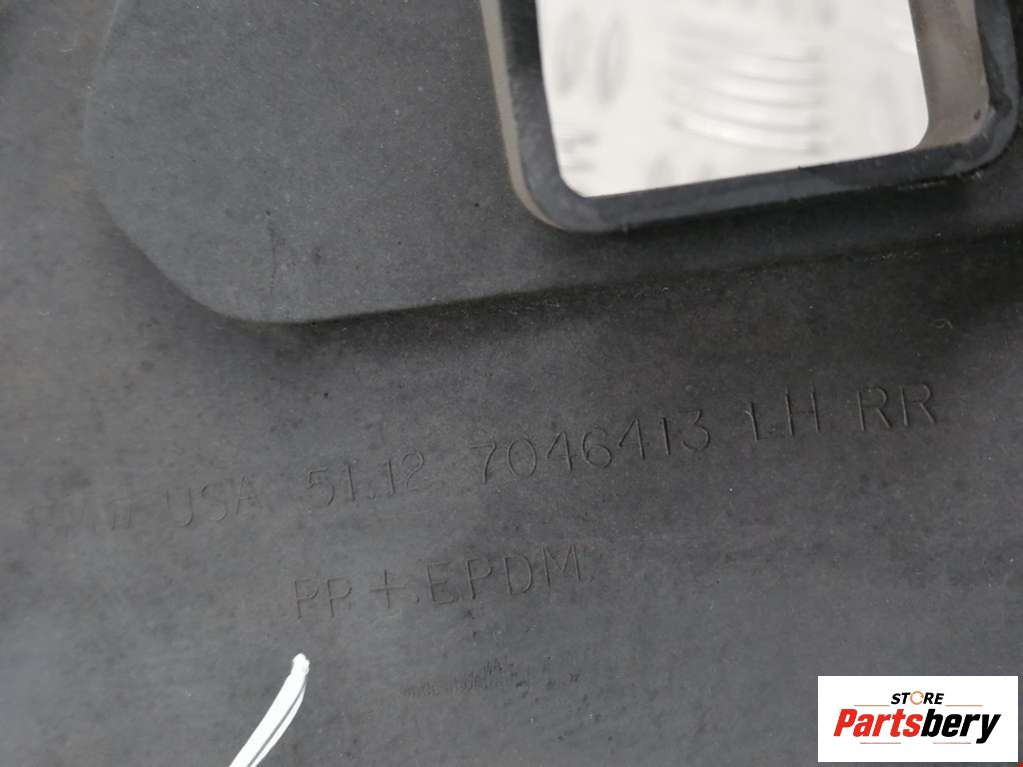 USA 51.12 7046413 LH RR
PP + EPDM
STORE
Partsbery